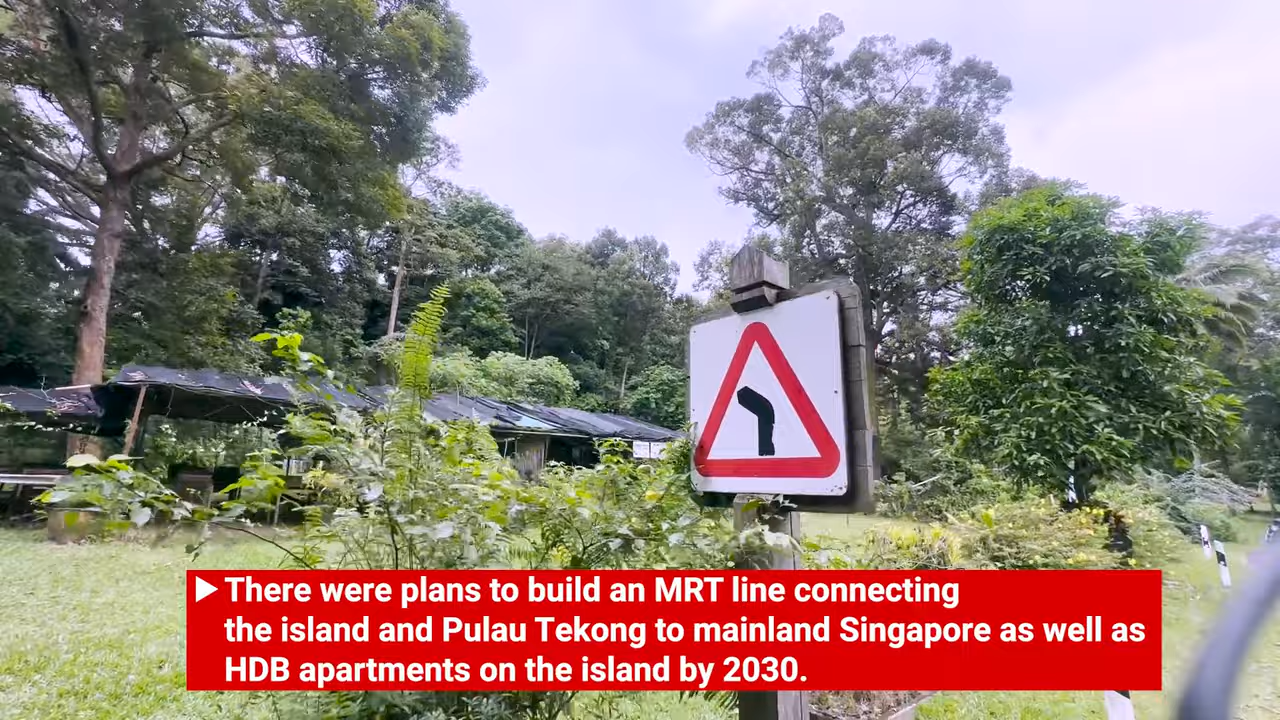 There were plans to build an MRT line connecting
the island and Pulau Tekong to mainland Singapore as well as
HDB apartments on the island by 2030.